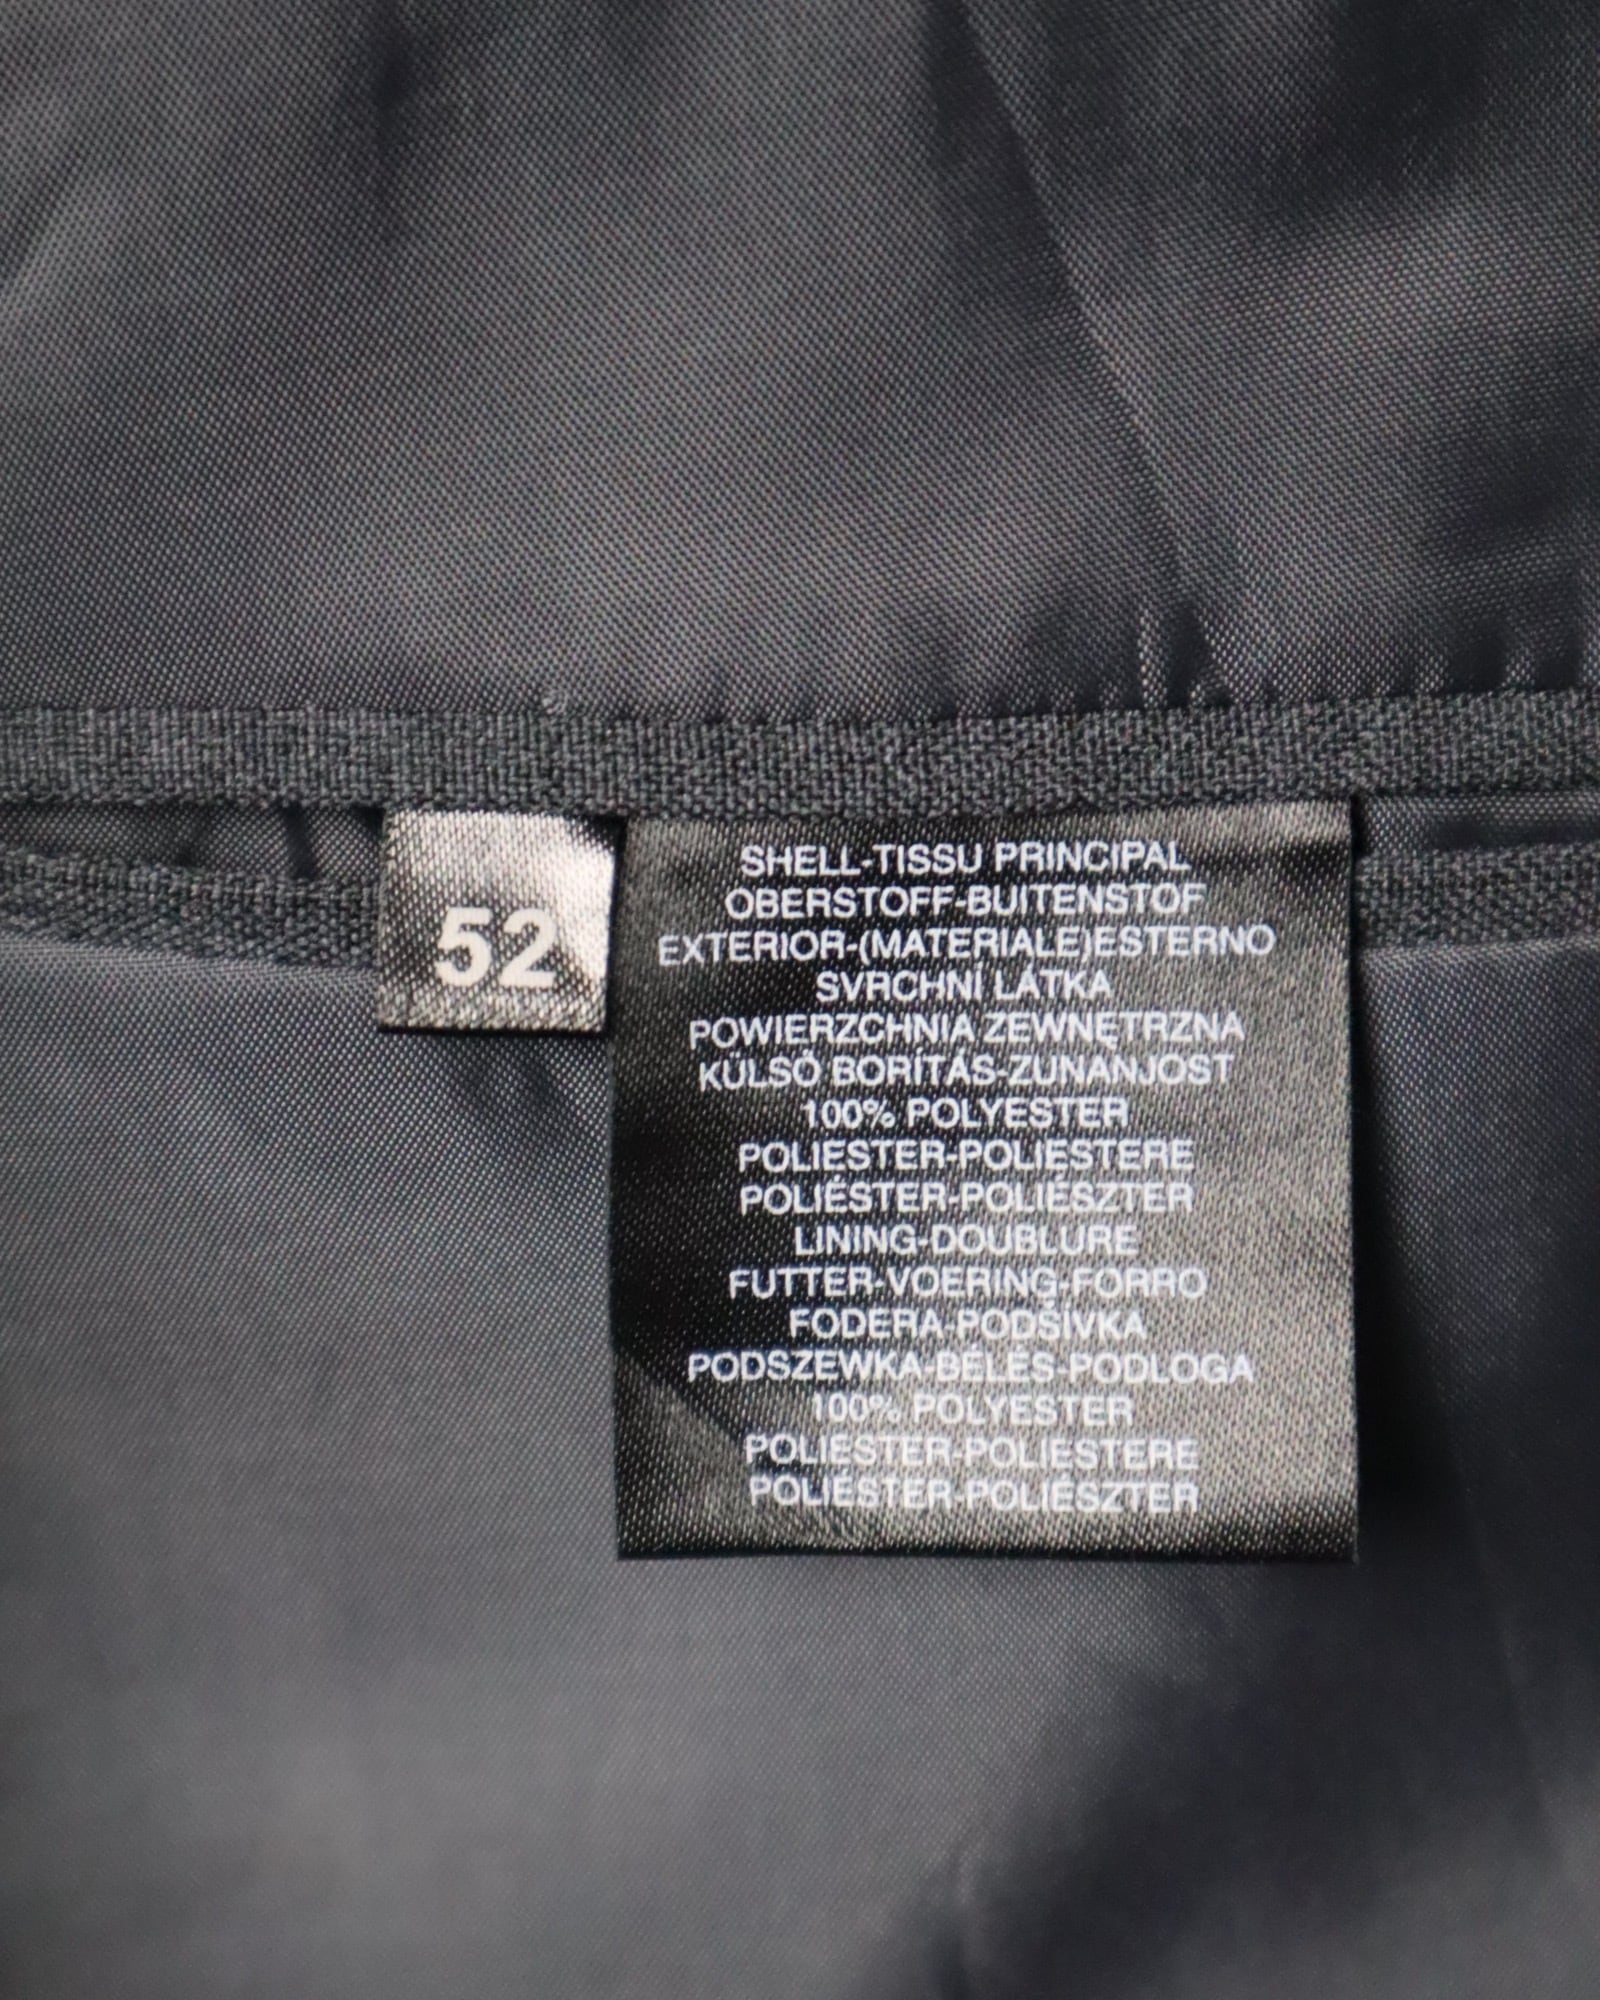 52
SHELL-TISSU PRINCIPAL
OBERSTOFF-BUITENSTOF
EXTERIOR-(MATERIALE)ESTERNO
SVRCHNÍ LÁTKA
POWIERZCHNIA ZEWNĘTRZNA
KÜLSŐ BORÍTÁS-ZUNANJOST
100% POLYESTER
POLIESTER-POLIESTERE
POLIÉSTER-POLIÉSZTER
LINING-DOUBLURE
FUTTER-VOERING-FORRO
FODERA-PODŠÍVKA
PODSZEWKA-BÉLÉS-PODLOGA
100% POLYESTER
POLIESTER-POLIESTERE
POLIÉSTER-POLIÉSZTER